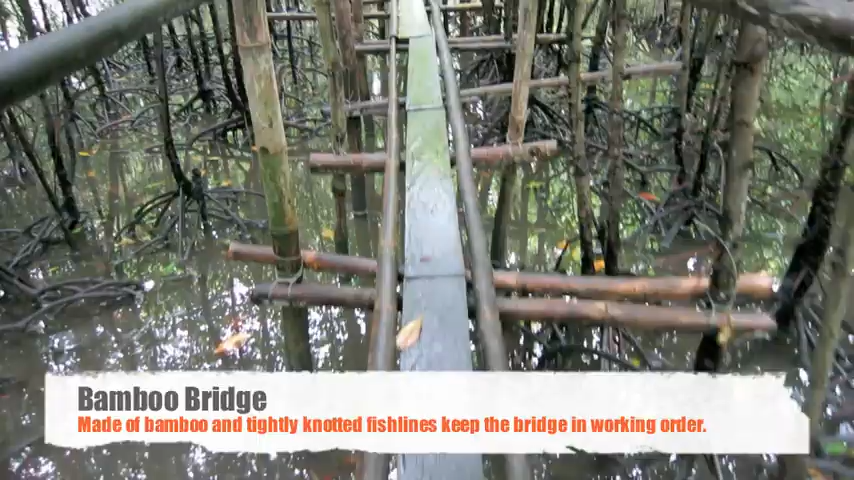 Bamboo Bridge
Made of bamboo and tightly knotted fishlines keep the bridge in working order.